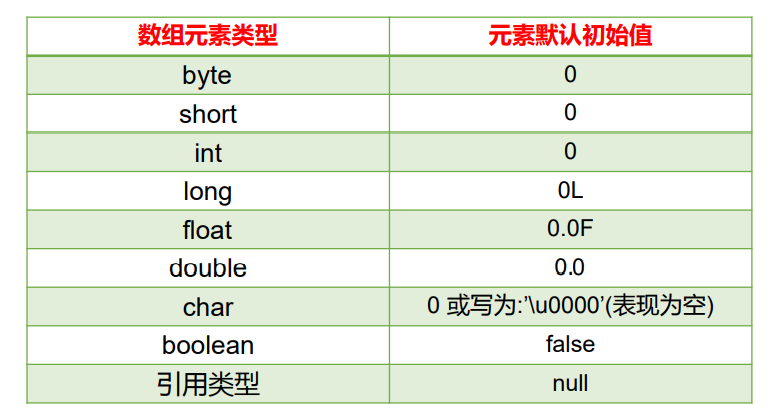 数组元素类型 元素默认初始值
byte 0
short 0
int 0
long 0L
float 0.0F
double 0.0
char 0 或写为:’\u0000’(表现为空)
boolean false
引用类型 null